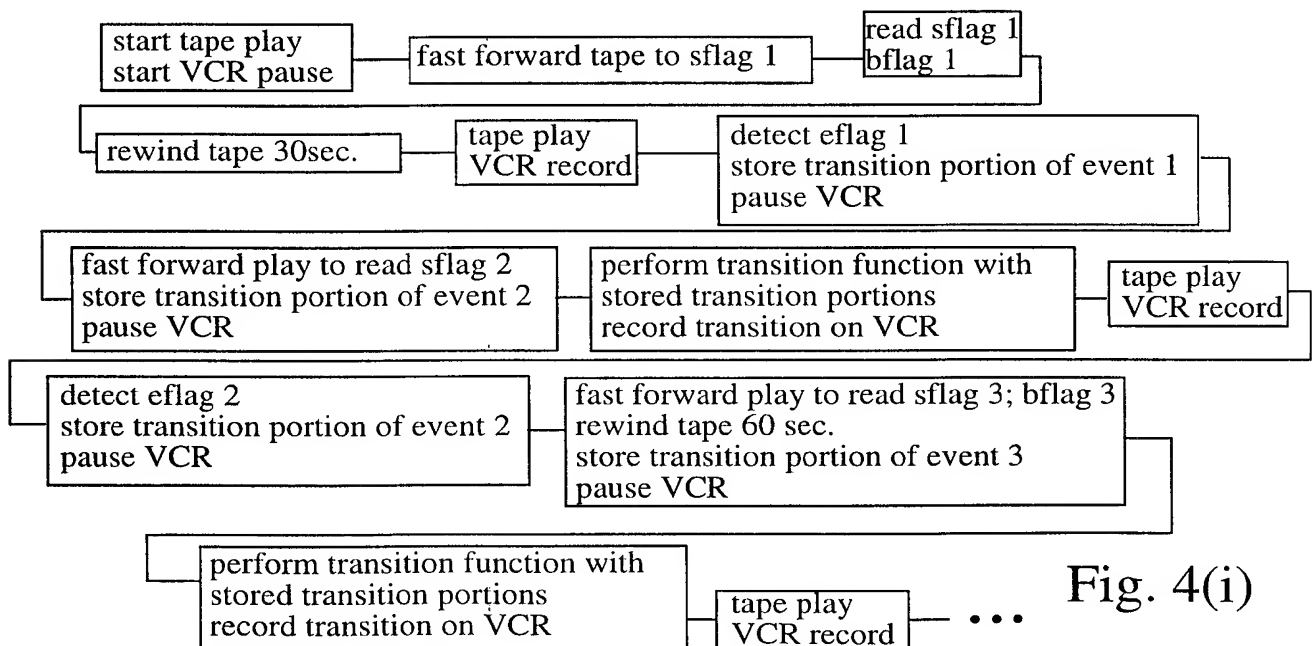 start tape play
start VCR pause
fast forward tape to sflag 1
read sflag 1
bflag 1
rewind tape 30sec.
tape play
VCR record
detect eflag 1
store transition portion of event 1
pause VCR
fast forward play to read sflag 2
store transition portion of event 2
pause VCR
perform transition function with
stored transition portions
record transition on VCR
tape play
VCR record
detect eflag 2
store transition portion of event 2
pause VCR
fast forward play to read sflag 3; bflag 3
rewind tape 60 sec.
store transition portion of event 3
pause VCR
perform transition function with
stored transition portions
record transition on VCR
tape play
VCR record
• • •
Fig. 4(i)